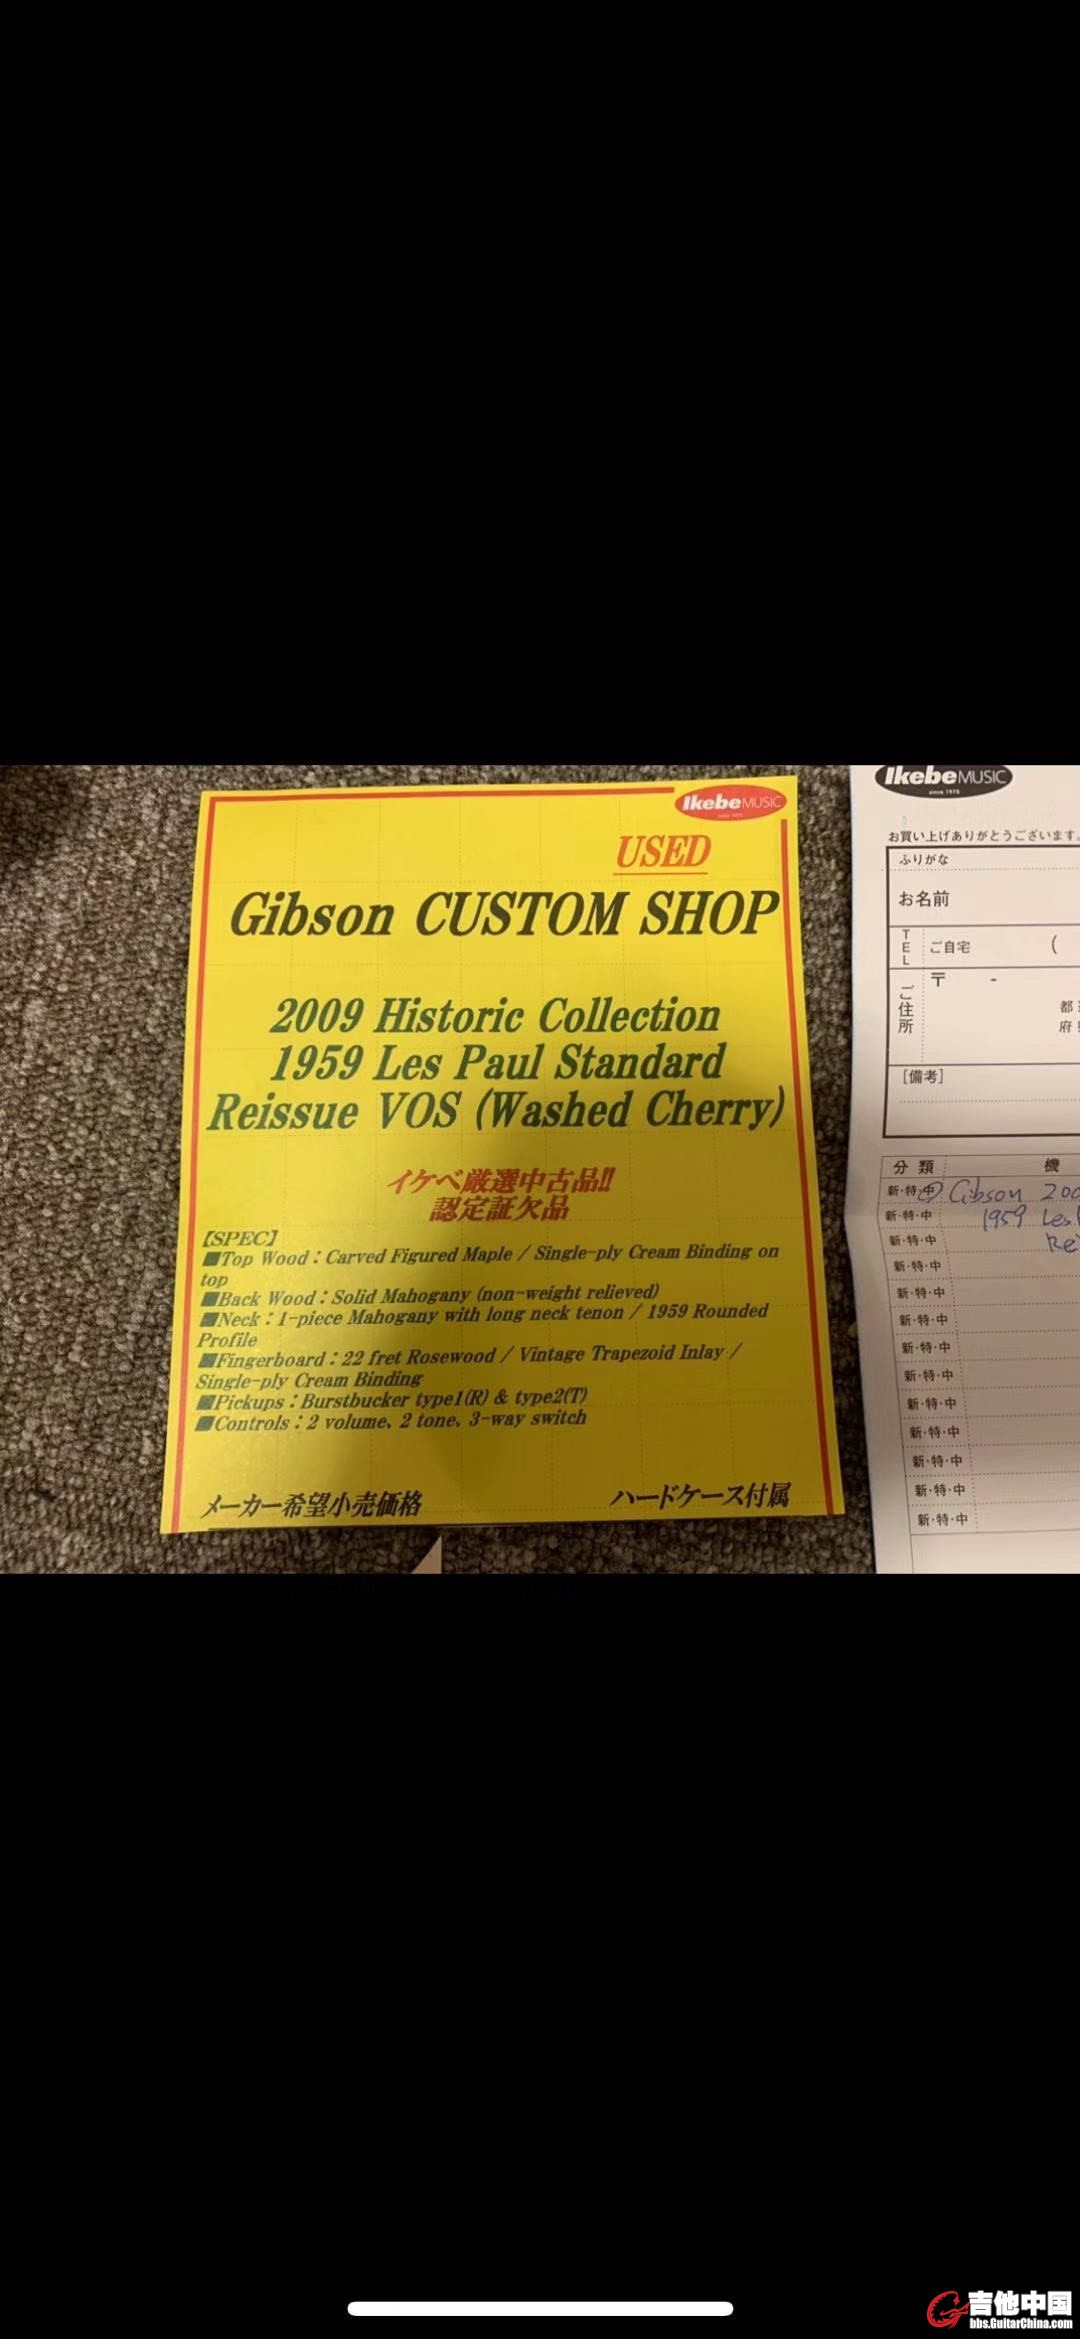 IkebeMUSIC
since 1975
USED
Gibson CUSTOM SHOP
2009 Historic Collection
1959 Les Paul Standard
Reissue VOS (Washed Cherry)
イケベ厳選中古品!!
認定証欠品
【SPEC】
■Top Wood：Carved Figured Maple / Single-ply Cream Binding on
top
■Back Wood：Solid Mahogany (non-weight relieved)
■Neck：1-piece Mahogany with long neck tenon / 1959 Rounded
Profile
■Fingerboard：22 fret Rosewood / Vintage Trapezoid Inlay /
Single-ply Cream Binding
■Pickups：Burstbucker type1(R) & type2(T)
■Controls：2 volume、2 tone、3-way switch
メーカー希望小売価格
ハードケース付属
IkebeMUSIC
since 1975
お買い上げありがとうございます。
ふりがな
お名前
TEL
ご自宅 (
ご住所
〒 -
都
府
[備考]
分類 機
新・特・中 Gibson 200
新・特・中 1959 Les
新・特・中 Re
新・特・中
新・特・中
新・特・中
新・特・中
新・特・中
新・特・中
新・特・中
新・特・中
新・特・中
新・特・中
吉他中国
bbs.GuitarChina.com